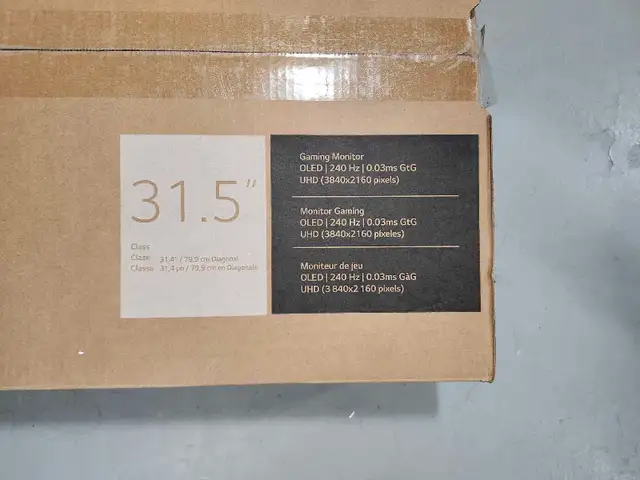 31.5”
Class
Clase 31,4" / 79,9 cm Diagonal
Classe 31,4 po / 79,9 cm en Diagonale
Gaming Monitor
OLED | 240 Hz | 0.03ms GtG
UHD (3840x2160 pixels)
Monitor Gaming
OLED | 240 Hz | 0.03ms GtG
UHD (3840x2160 pixeles)
Moniteur de jeu
OLED | 240 Hz | 0.03ms GàG
UHD (3 840x2 160 pixels)